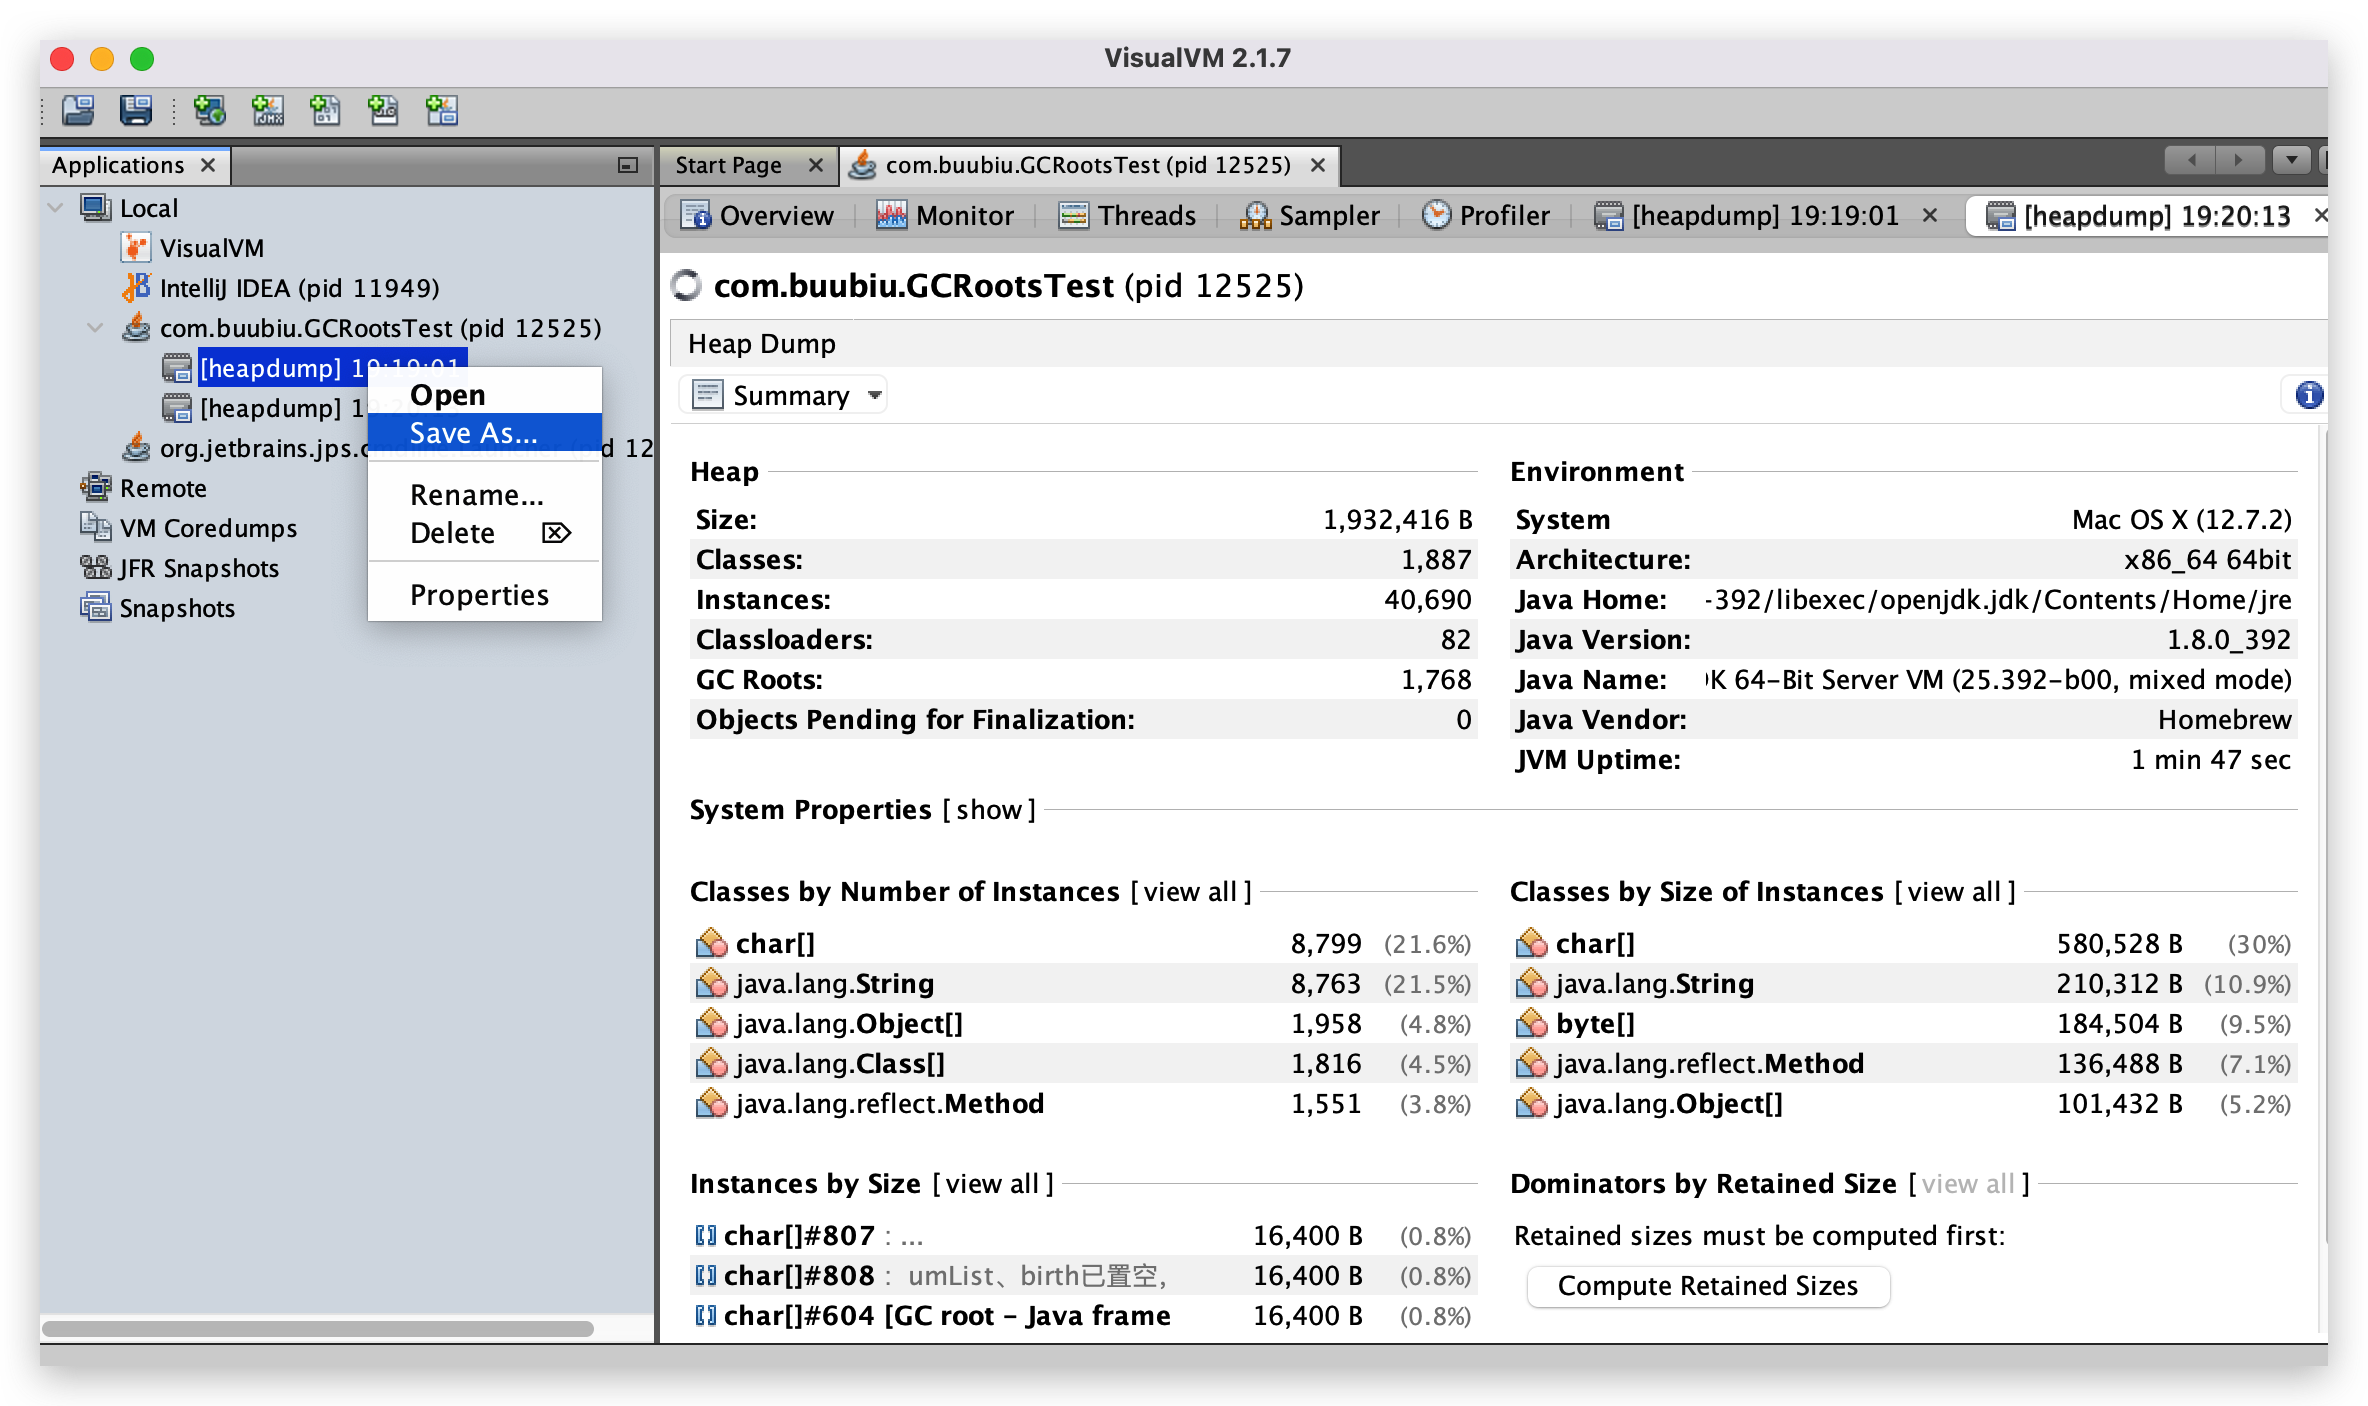 VisualVM 2.1.7
Applications
Start Page
com.buubiu.GCRootsTest (pid 12525)
Local
VisualVM
IntelliJ IDEA (pid 11949)
com.buubiu.GCRootsTest (pid 12525)
[heapdump] 19:19:01
[heapdump] 1
org.jetbrains.jps. (pid 12
Remote
VM Coredumps
JFR Snapshots
Snapshots
Open
Save As...
Rename...
Delete
Properties
Overview
Monitor
Threads
Sampler
Profiler
[heapdump] 19:19:01
[heapdump] 19:20:13
com.buubiu.GCRootsTest (pid 12525)
Heap Dump
Summary
Heap
Size: 1,932,416 B
Classes: 1,887
Instances: 40,690
Classloaders: 82
GC Roots: 1,768
Objects Pending for Finalization: 0
Environment
System Mac OS X (12.7.2)
Architecture: x86_64 64bit
Java Home: -392/libexec/openjdk.jdk/Contents/Home/jre
Java Version: 1.8.0_392
Java Name: K 64-Bit Server VM (25.392-b00, mixed mode)
Java Vendor: Homebrew
JVM Uptime: 1 min 47 sec
System Properties [show]
Classes by Number of Instances [view all]
char[] 8,799 (21.6%)
java.lang.String 8,763 (21.5%)
java.lang.Object[] 1,958 (4.8%)
java.lang.Class[] 1,816 (4.5%)
java.lang.reflect.Method 1,551 (3.8%)
Classes by Size of Instances [view all]
char[] 580,528 B (30%)
java.lang.String 210,312 B (10.9%)
byte[] 184,504 B (9.5%)
java.lang.reflect.Method 136,488 B (7.1%)
java.lang.Object[] 101,432 B (5.2%)
Instances by Size [view all]
char[]#807 : ... 16,400 B (0.8%)
char[]#808 : umList、birth已置空, 16,400 B (0.8%)
char[]#604 [GC root - Java frame 16,400 B (0.8%)
Dominators by Retained Size [view all]
Retained sizes must be computed first:
Compute Retained Sizes